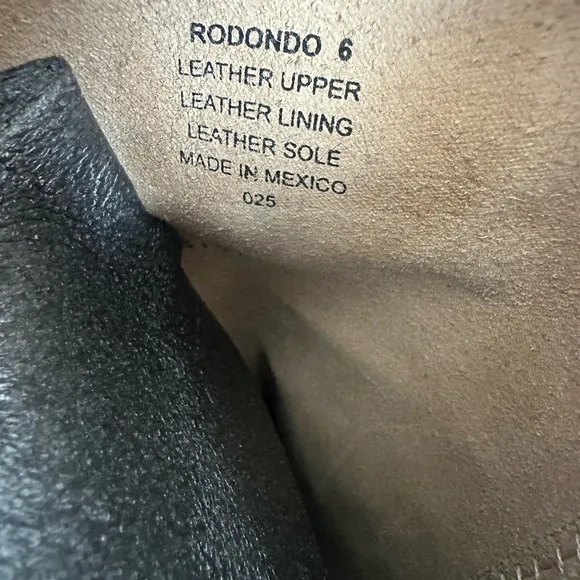 RODONDO 6
LEATHER UPPER
LEATHER LINING
LEATHER SOLE
MADE IN MEXICO
025